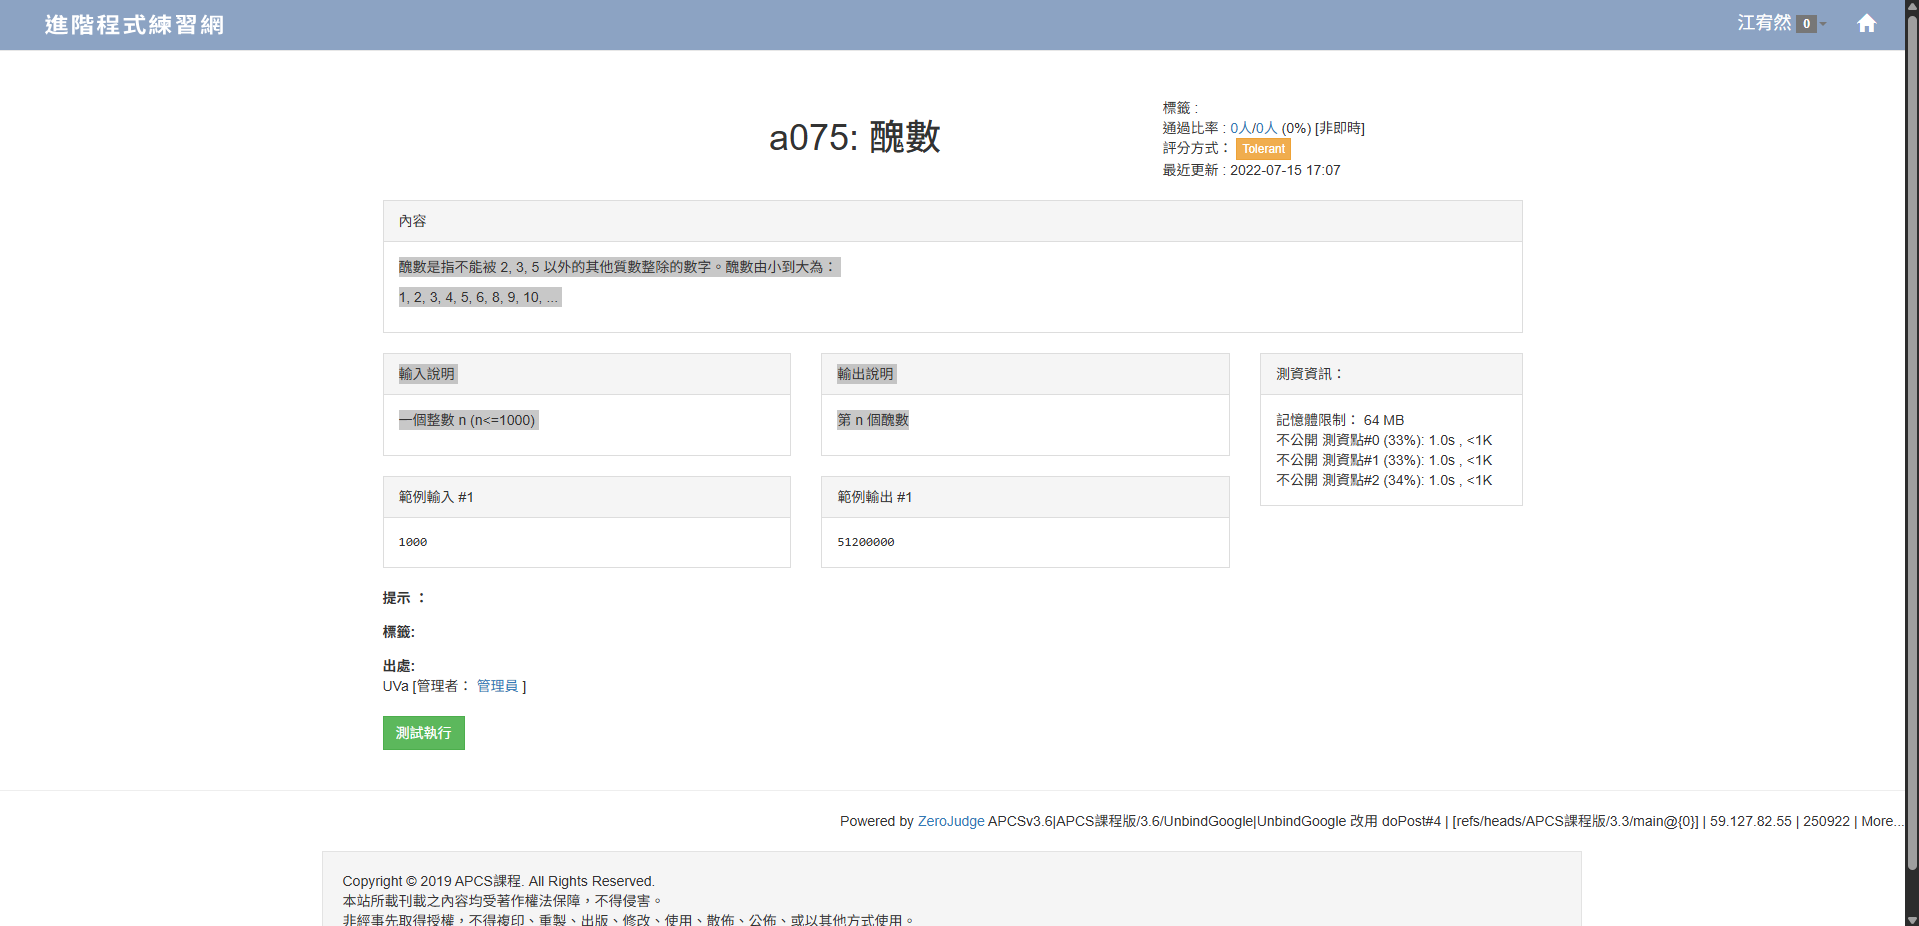 進階程式練習網
江宥然 0
a075: 醜數
標籤 :
通過比率 : 0人/0人 (0%) [非即時]
評分方式： Tolerant
最近更新 : 2022-07-15 17:07
內容
醜數是指不能被 2, 3, 5 以外的其他質數整除的數字。醜數由小到大為：
1, 2, 3, 4, 5, 6, 8, 9, 10, ...
輸入說明
一個整數 n (n<=1000)
輸出說明
第 n 個醜數
測資資訊：
記憶體限制： 64 MB
不公開 測資點#0 (33%): 1.0s , <1K
不公開 測資點#1 (33%): 1.0s , <1K
不公開 測資點#2 (34%): 1.0s , <1K
範例輸入 #1
1000
範例輸出 #1
51200000
提示 ：
標籤:
出處:
UVa [管理者： 管理員 ]
測試執行
Powered by ZeroJudge APCSv3.6|APCS課程版/3.6/UnbindGoogle|UnbindGoogle 改用 doPost#4 | [refs/heads/APCS課程版/3.3/main@{0}] | 59.127.82.55 | 250922 | More...
Copyright © 2019 APCS課程. All Rights Reserved.
本站所載刊載之內容均受著作權法保障，不得侵害。
非經事先取得授權，不得複印、重製、出版、修改、使用、散佈、公佈、或以其他方式使用。